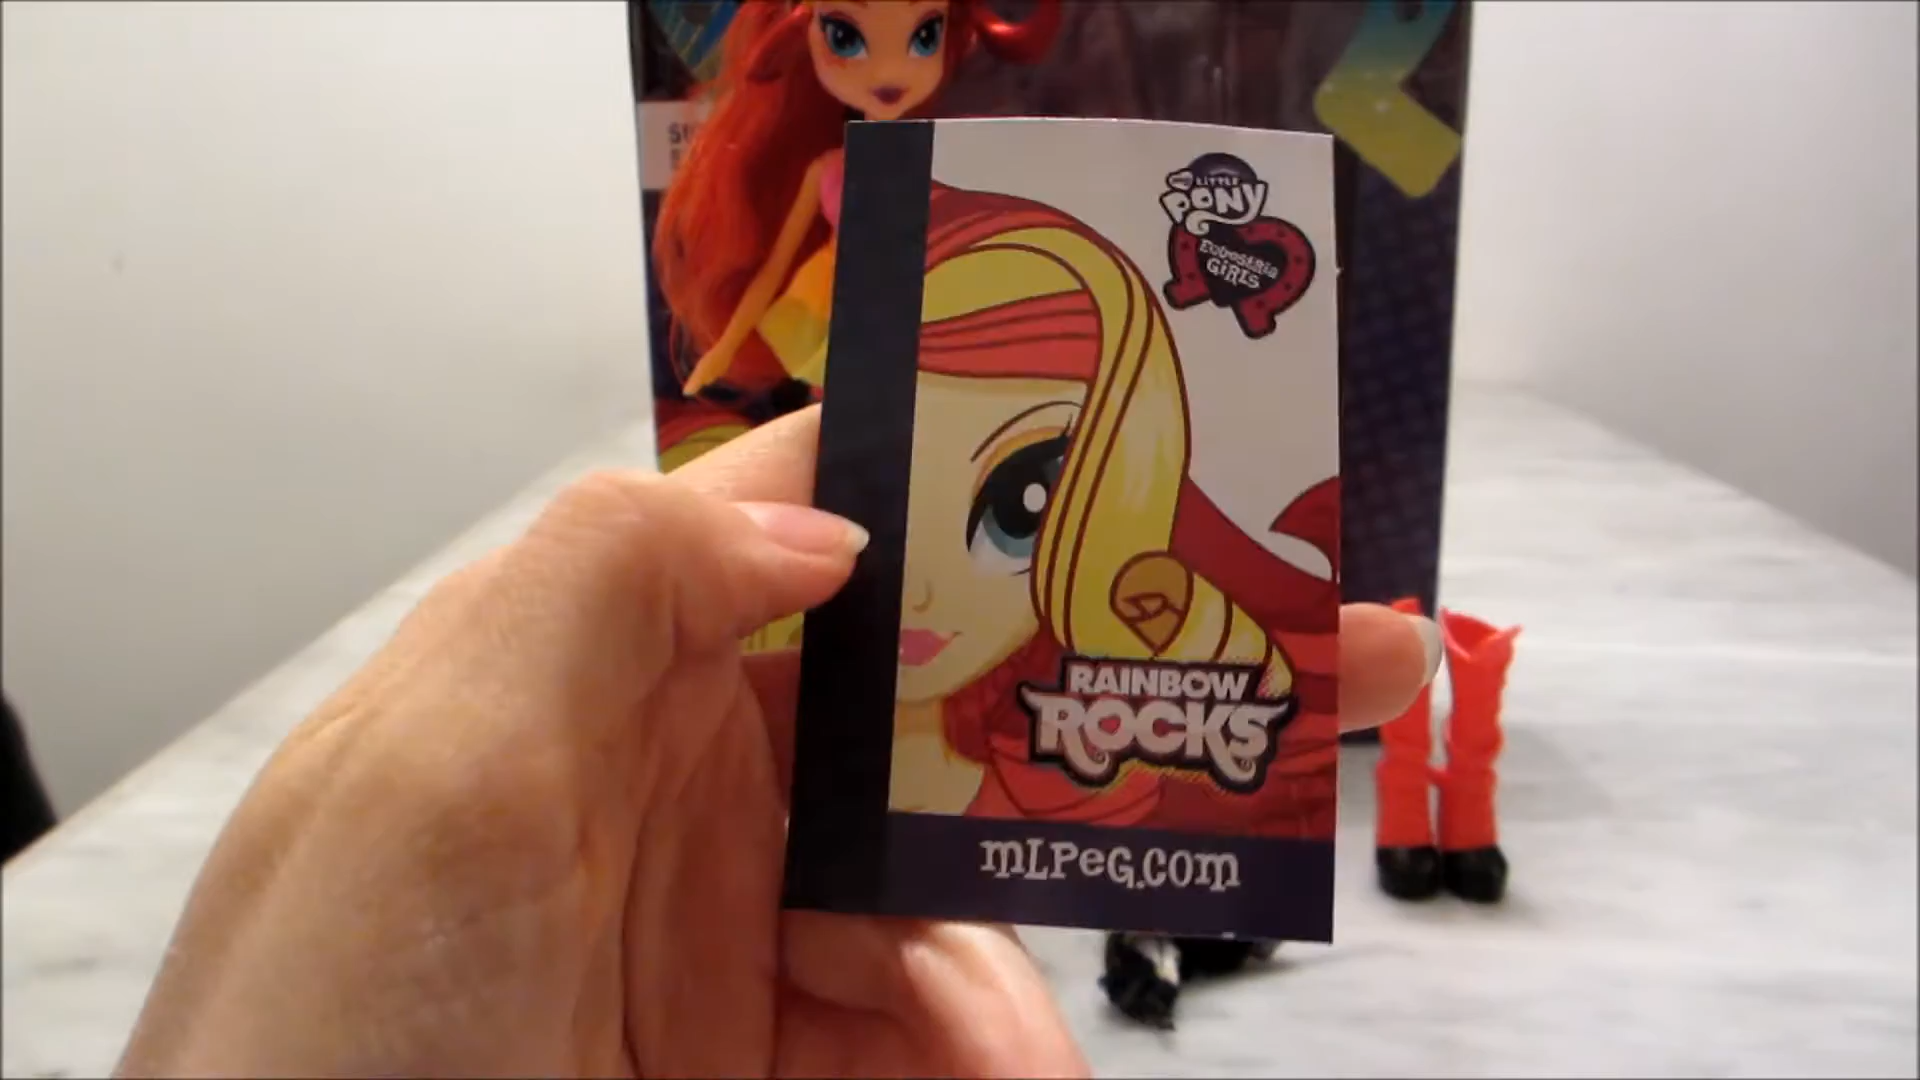 MY LITTLE
PONY
EQUESTRIA
GIRLS
RAINBOW
ROCKS
mLPeG.com